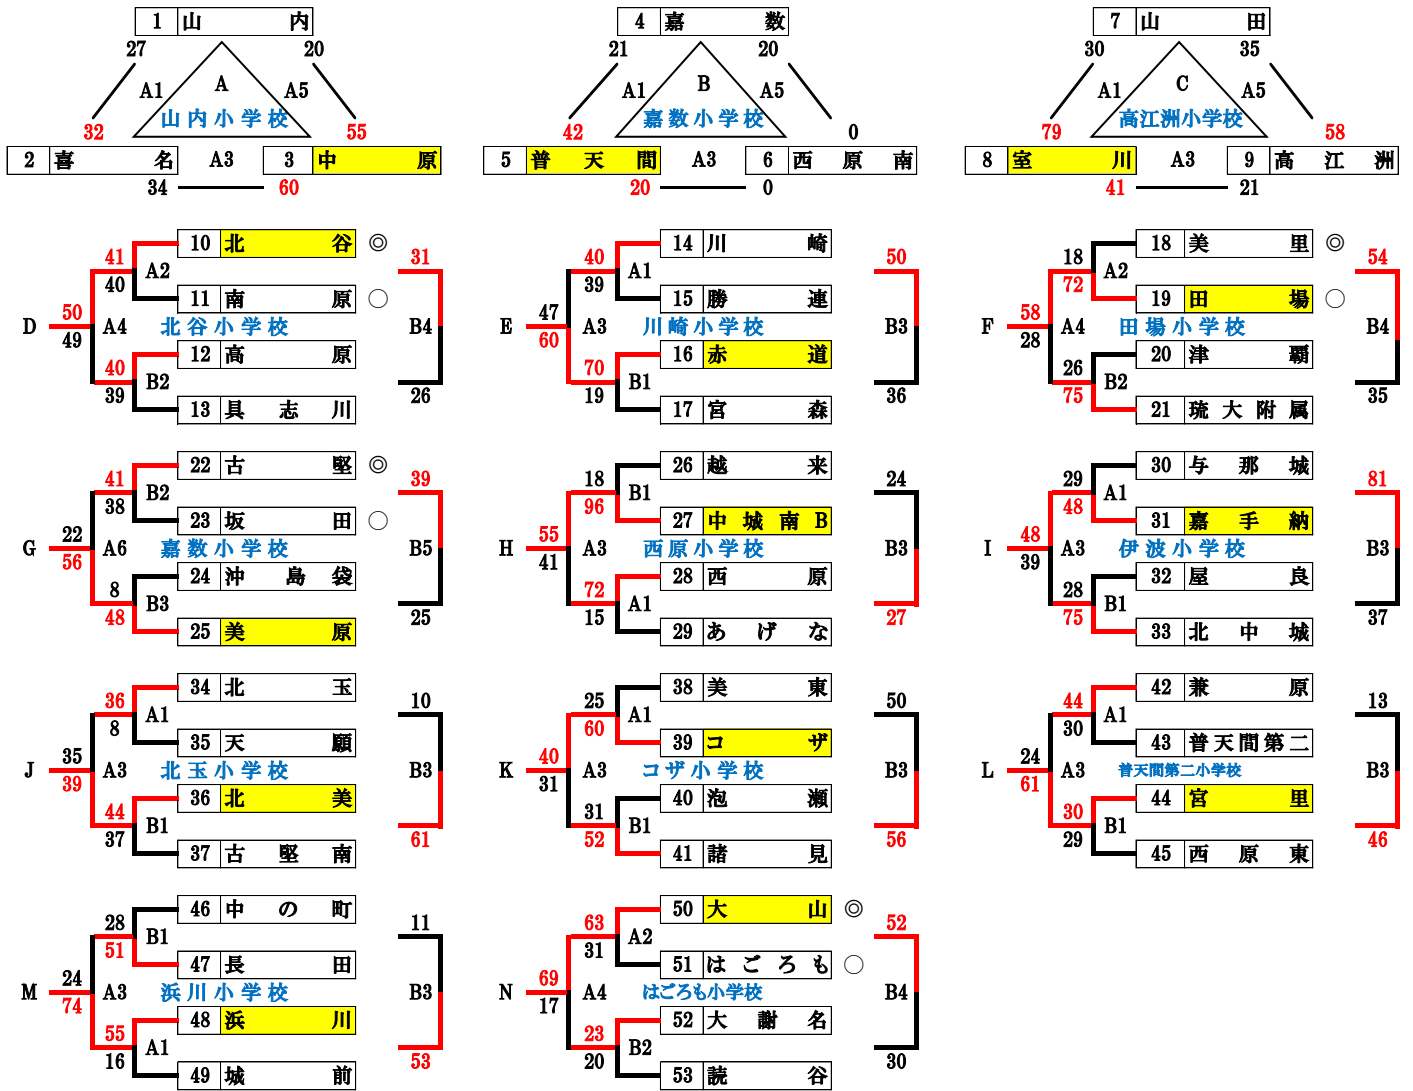 1 山内 4 嘉数 7 山田
27 20 21 20 30 35
A1 A A5 A1 B A5 A1 C A5
山内小学校 嘉数小学校 高江洲小学校
32 55 42 0 79 58
2 喜名 A3 3 中原 5 普天間 A3 6 西原南 8 室川 A3 9 高江洲
34 60 20 0 41 21
10 北谷 ◎ 14 川崎 18 美里 ◎
41 31 40 50 18 54
A2 A1 A2
40 39 72
11 南原 ○ 15 勝連 19 田場 ○
50 47 58
D A4 北谷小学校 B4 E A3 川崎小学校 B3 F A4 田場小学校 B4
49 60 28
12 高原 16 赤道 20 津覇
40 70 26
B2 B1 B2
39 26 19 36 75 35
13 具志川 17 宮森 21 琉大附属
22 古堅 ◎ 26 越来 30 与那城
41 39 18 24 29 81
B2 B1 A1
38 96 48
23 坂田 ○ 27 中城南B 31 嘉手納
22 55 48
G A6 嘉数小学校 B5 H A3 西原小学校 B3 I A3 伊波小学校 B3
56 41 39
24 沖島袋 28 西原 32 屋良
8 72 28
B3 A1 B1
48 25 15 27 75 37
25 美原 29 あげな 33 北中城
34 北玉 38 美東 42 兼原
36 10 25 50 44 13
A1 A1 A1
8 60 30
35 天願 39 コザ 43 普天間第二
35 40 24
J A3 北玉小学校 B3 K A3 コザ小学校 B3 L A3 普天間第二小学校 B3
39 31 61
36 北美 40 泡瀬 44 宮里
44 31 30
B1 B1 B1
37 61 52 56 29 46
37 古堅南 41 諸見 45 西原東
46 中の町 50 大山 ◎
28 11 63 52
B1 A2
51 31
47 長田 51 はごろも ○
24 69
M A3 浜川小学校 B3 N A4 はごろも小学校 B4
74 17
48 浜川 52 大謝名
55 23
A1 B2
16 53 20 30
49 城前 53 読谷